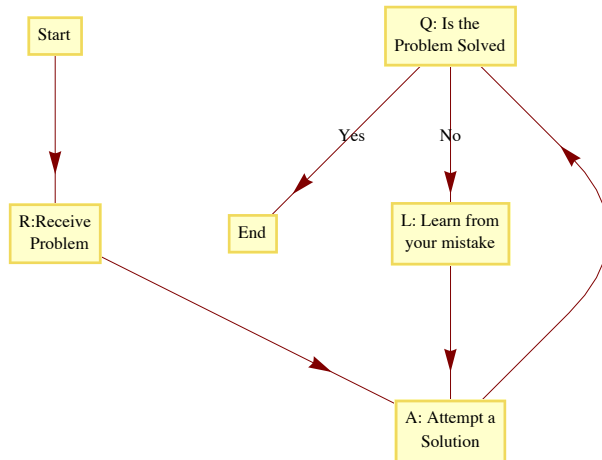 Start
Q: Is the
Problem Solved
Yes
No
R:Receive
Problem
End
L: Learn from
your mistake
A: Attempt a
Solution